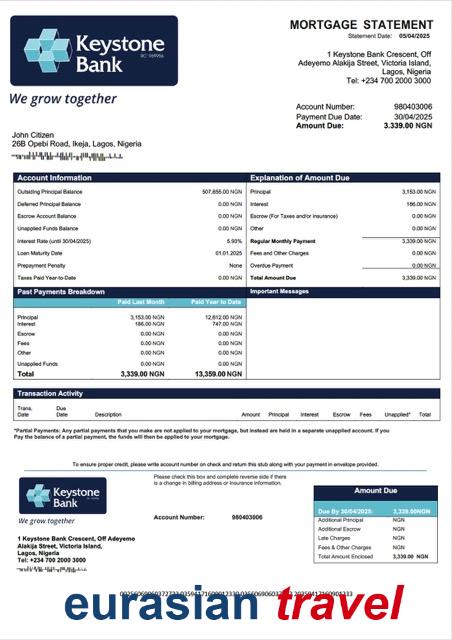 Keystone
Bank
RC: 969956
We grow together
MORTGAGE STATEMENT
Statement Date: 05/04/2025
1 Keystone Bank Crescent, Off
Adeyemo Alakija Street, Victoria Island,
Lagos, Nigeria
Tel: +234 700 2000 3000
Account Number: 980403006
Payment Due Date: 30/04/2025
Amount Due: 3.339.00 NGN
John Citizen
26B Opebi Road, Ikeja, Lagos, Nigeria
Account Information
Outsiding Principal Balance 507,655.00 NGN
Deferred Principal Balance 0.00 NGN
Escrow Account Balance 0.00 NGN
Unapplied Funds Balance 0.00 NGN
Interest Rate (until 30/04/2025) 5.93%
Loan Maturity Date 01.01.2025
Prepayment Penalty None
Taxes Paid Year-to-Date 0.00 NGN
Explanation of Amount Due
Principal 3,153.00 NGN
Interest 186.00 NGN
Escrow (For Taxes and/or insurance) 0.00 NGN
Other 0.00 NGN
Regular Monthly Payment 3,339.00 NGN
Fees and Other Charges 0.00 NGN
Overdue Payment 0.00 NGN
Total Amount Due 3,339.00 NGN
Past Payments Breakdown
Paid Last Month Paid Year to Date
Principal 3,153.00 NGN 12,612.00 NGN
Interest 186.00 NGN 747.00 NGN
Escrow 0.00 NGN 0.00 NGN
Fees 0.00 NGN 0.00 NGN
Other 0.00 NGN 0.00 NGN
Unapplied Funds 0.00 NGN 0.00 NGN
Total 3,339.00 NGN 13,359.00 NGN
Important Messages
Transaction Activity
Trans. Date Due Date Description Amount Principal Interest Escrow Fees Unapplied* Total
*Partial Payments: Any partial payments that you make are not applied to your mortgage, but instead are held in a separate unapplied account. If you
Pay the balance of a partial payment, the funds will then be applied to your mortgage.
To ensure proper credit, please write account number on check and return this stub along with your payment in envelope provided.
Keystone
Bank
We grow together
1 Keystone Bank Crescent, Off Adeyemo
Alakija Street, Victoria Island,
Lagos, Nigeria
Tel: +234 700 2000 3000
Please check this box and complete reverse side if there
is a change in billing address or insurance information.
Account Number: 980403006
Amount Due
Due By 30/04/2025: 3,339.00NGN
Additional Principal NGN
Additional Escrow NGN
Late Charges NGN
Fees & Other Charges NGN
Total Amount Enclosed 3,339.00 NGN
eurasian travel